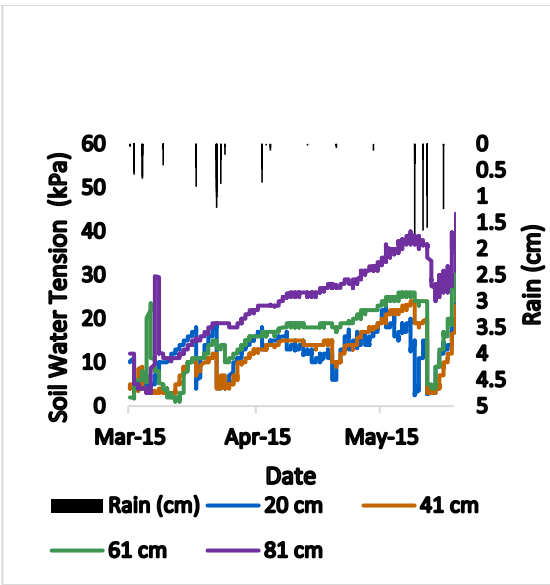 60 0
50 0.5
40 1
30 1.5
20 2
10 2.5
0 3
3.5
4
4.5
5
Soil Water Tension (kPa)
Rain (cm)
Mar-15 Apr-15 May-15
Date
Rain (cm) 20 cm 41 cm
61 cm 81 cm